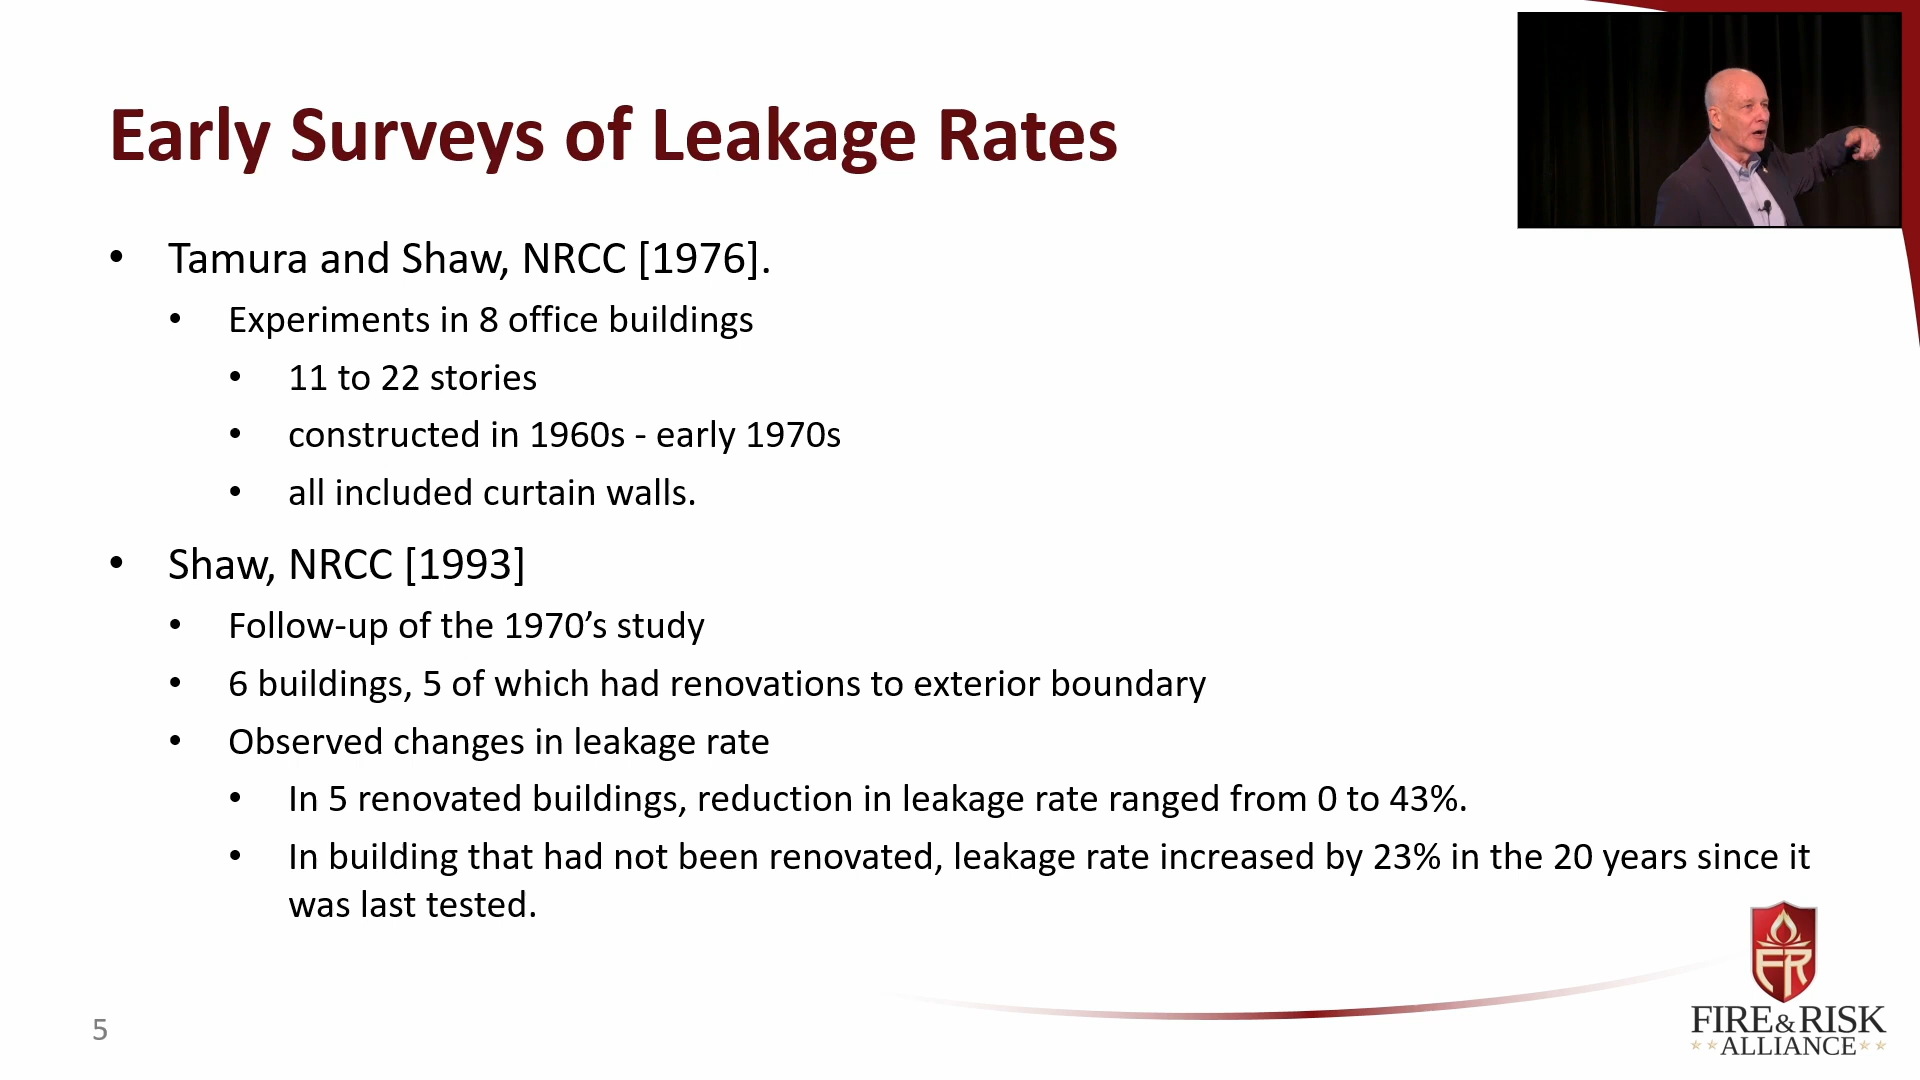 Early Surveys of Leakage Rates
• Tamura and Shaw, NRCC [1976].
• Experiments in 8 office buildings
• 11 to 22 stories
• constructed in 1960s - early 1970s
• all included curtain walls.
• Shaw, NRCC [1993]
• Follow-up of the 1970’s study
• 6 buildings, 5 of which had renovations to exterior boundary
• Observed changes in leakage rate
• In 5 renovated buildings, reduction in leakage rate ranged from 0 to 43%.
• In building that had not been renovated, leakage rate increased by 23% in the 20 years since it
was last tested.
5
FR
FIRE&RISK
ALLIANCE